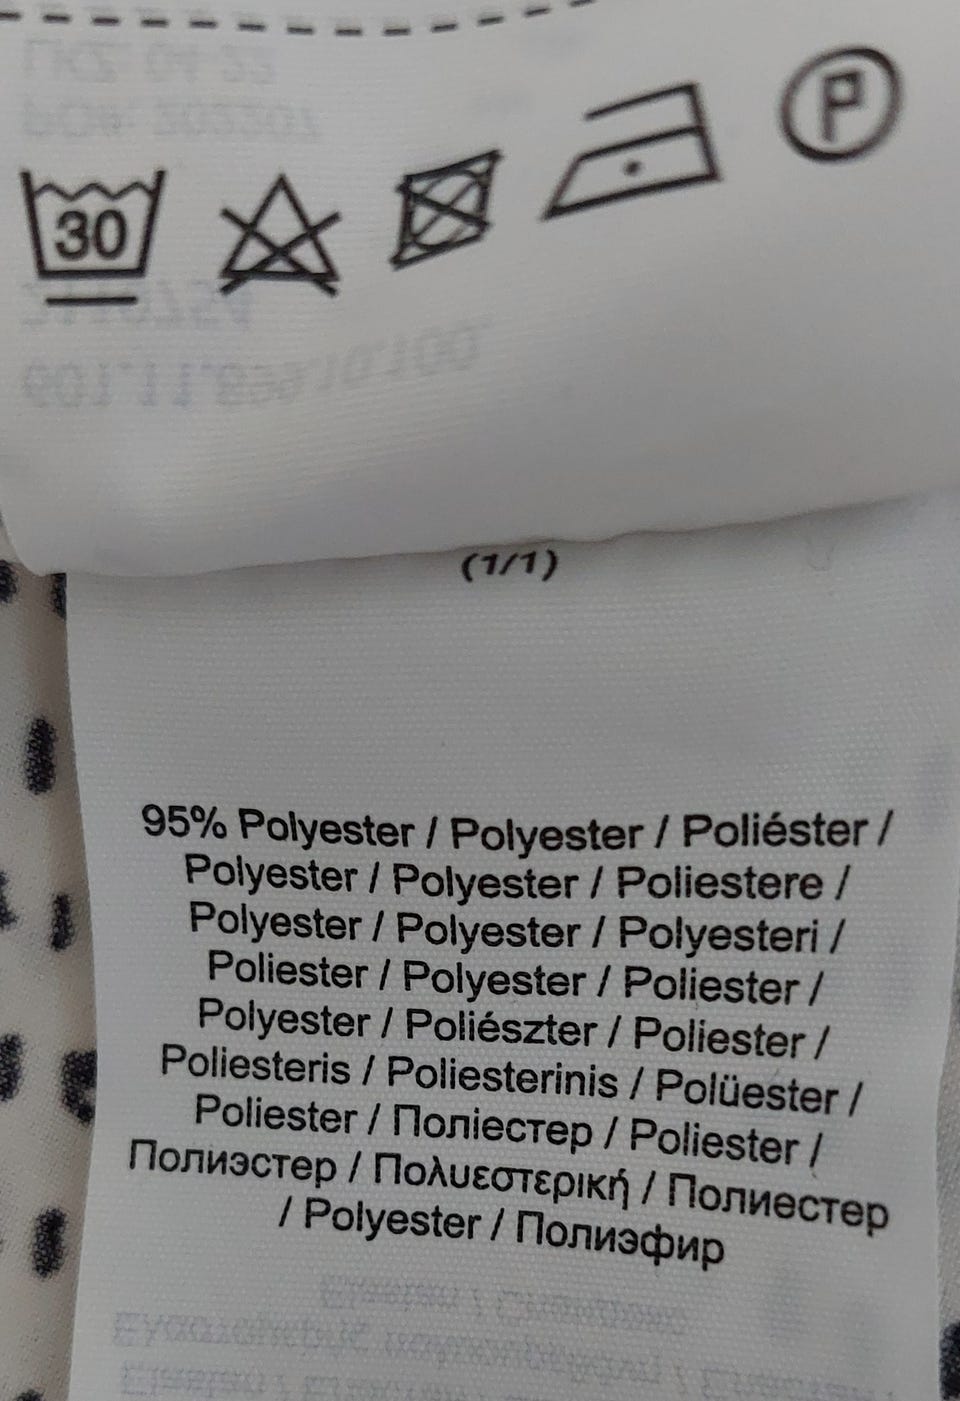 30
P
(1/1)
95% Polyester / Polyester / Poliéster /
Polyester / Polyester / Poliestere /
Polyester / Polyester / Polyesteri /
Poliester / Polyester / Poliester /
Polyester / Poliészter / Poliester /
Poliesteris / Poliesterinis / Polüester /
Poliester / Поліестер / Poliester /
Полиэстер / Πολυεστερική / Полиестер
/ Polyester / Полиэфир